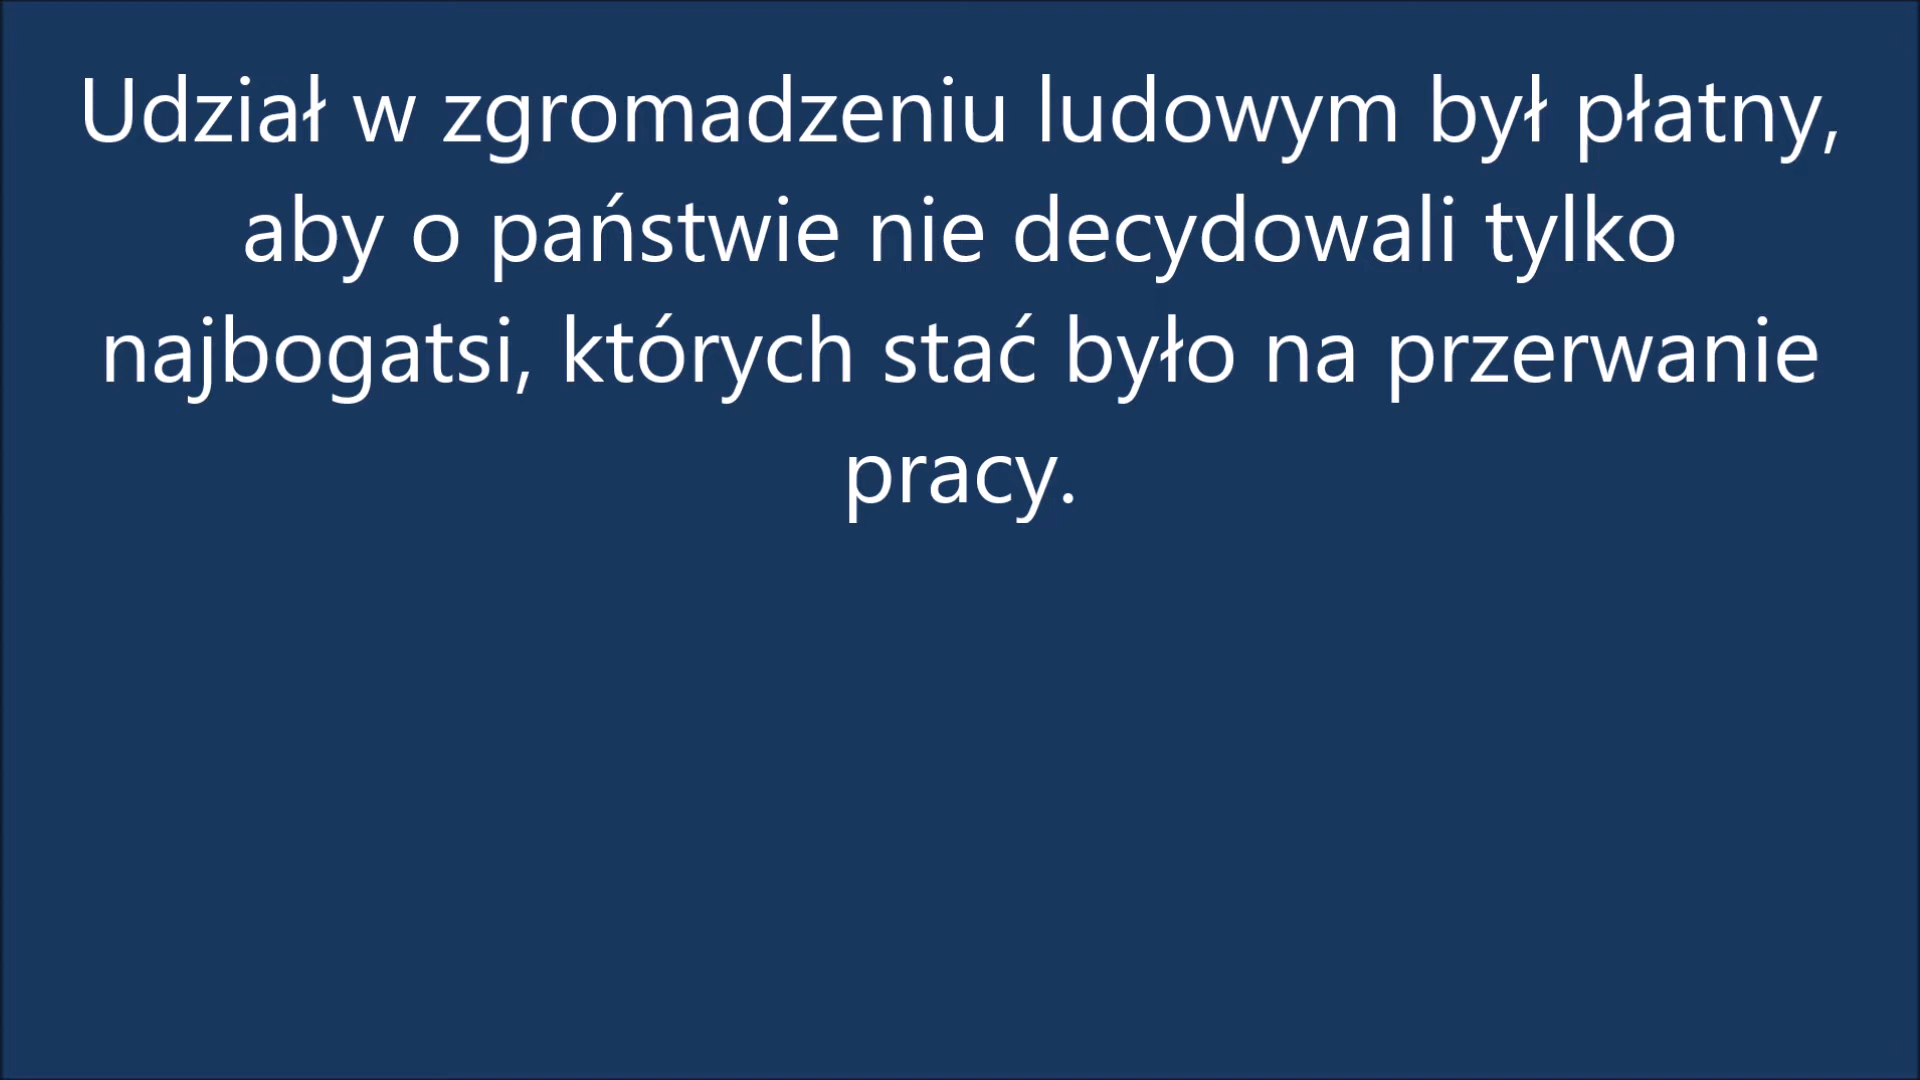 Udział w zgromadzeniu ludowym był płatny,
aby o państwie nie decydowali tylko
najbogatsi, których stać było na przerwanie
pracy.